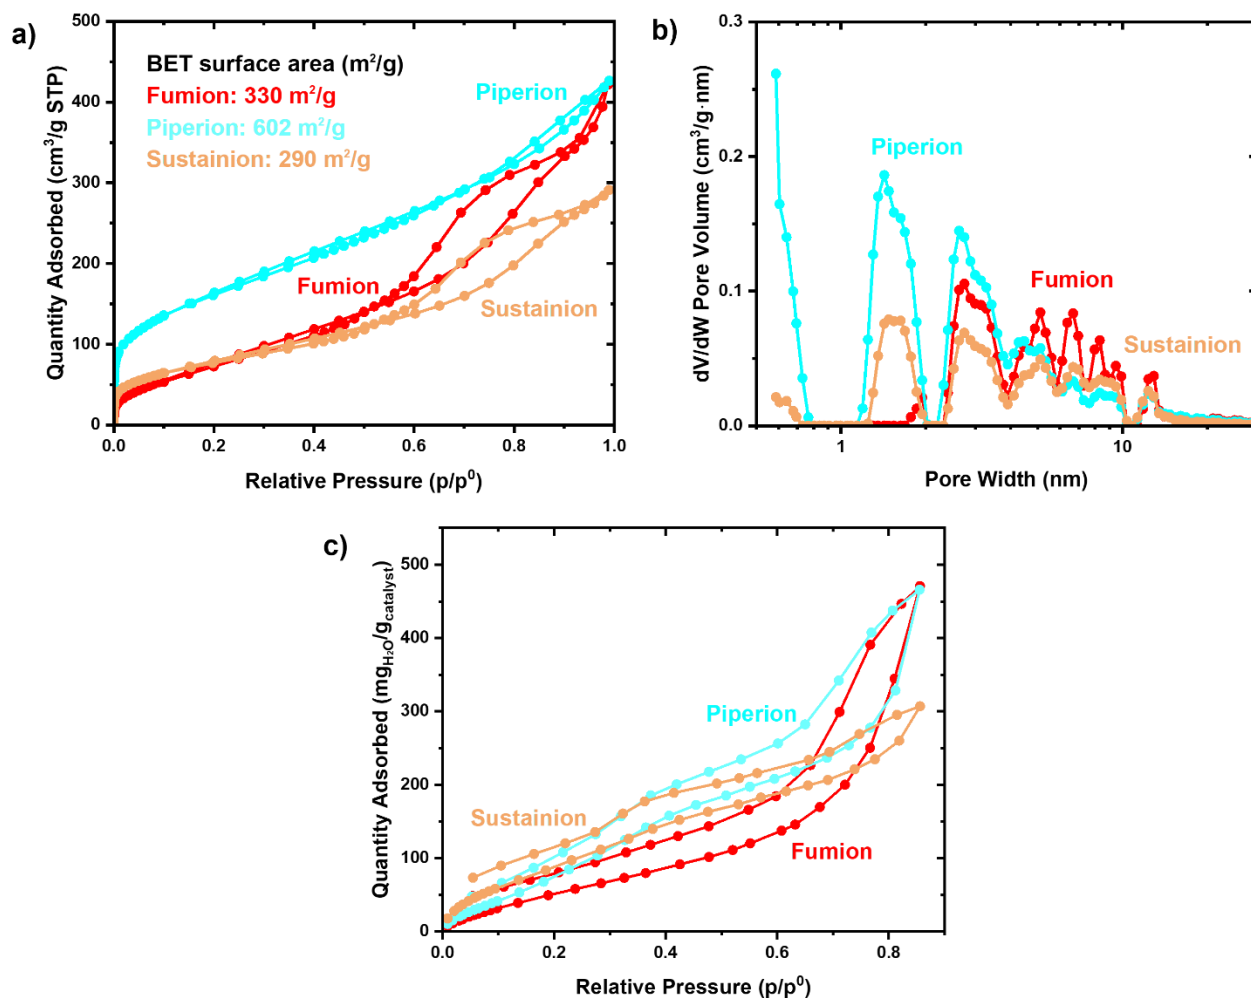 a)
BET surface area (m²/g)
Fumion: 330 m²/g
Piperion: 602 m²/g
Sustainion: 290 m²/g
Piperion
Fumion
Sustainion
Quantity Adsorbed (cm³/g STP)
500
400
300
200
100
0
0.0 0.2 0.4 0.6 0.8 1.0
Relative Pressure (p/p⁰)
b)
Piperion
Fumion
Sustainion
dV/dW Pore Volume (cm³/g·nm)
0.3
0.2
0.1
0.0
1 10
Pore Width (nm)
c)
Piperion
Sustainion
Fumion
Quantity Adsorbed (mg_H₂O/g_catalyst)
500
400
300
200
100
0
0.0 0.2 0.4 0.6 0.8
Relative Pressure (p/p⁰)